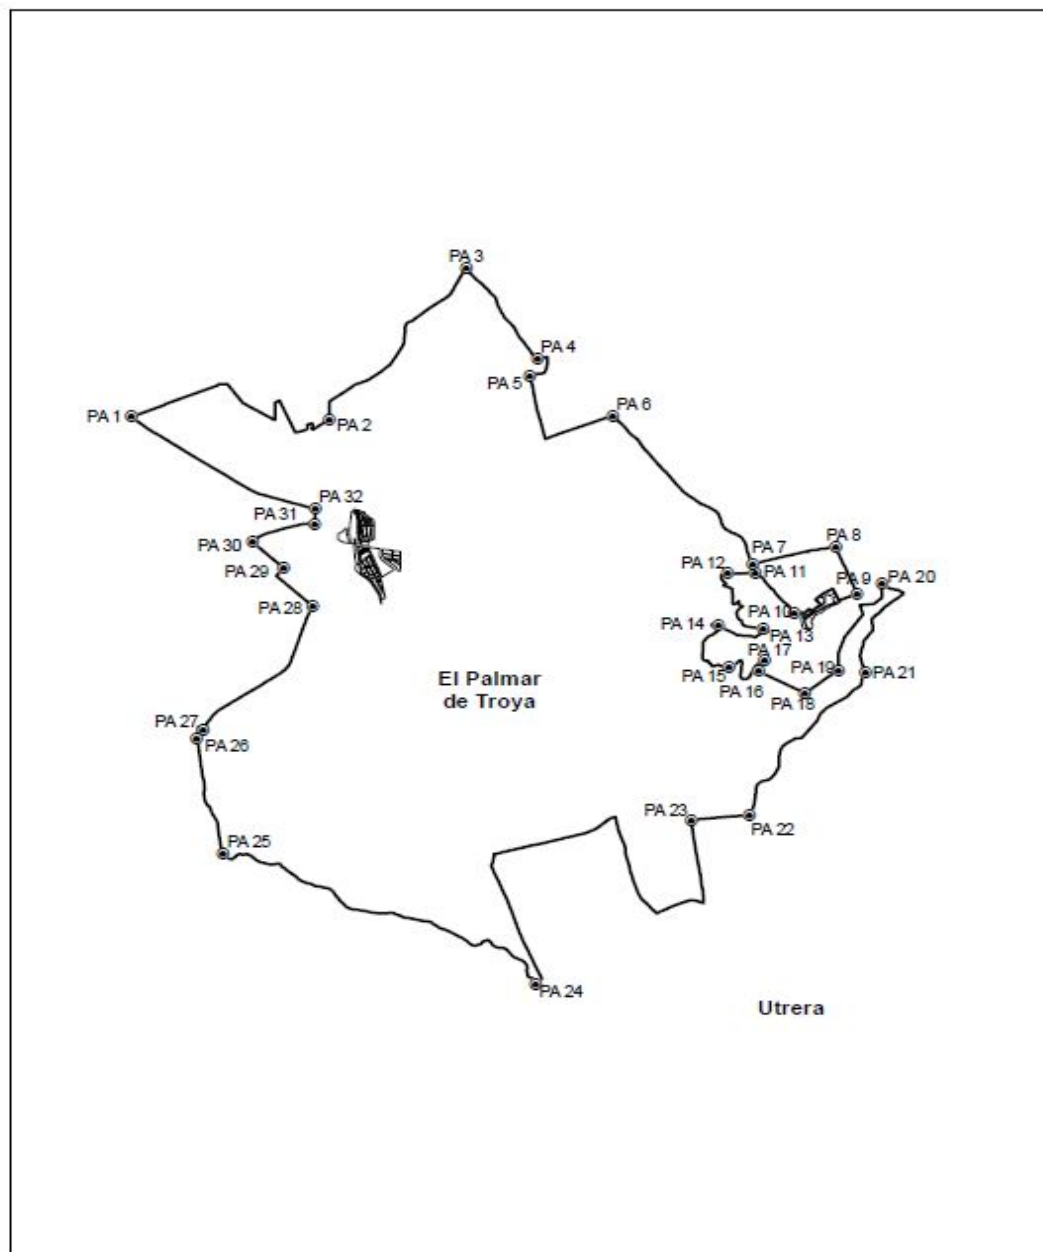 PA 3
PA 4
PA 5
PA 1
PA 2
PA 6
PA 32
PA 31
PA 30
PA 29
PA 28
PA 7
PA 8
PA 12
PA 11
PA 9
PA 20
PA 10
PA 14
PA 13
PA 17
PA 15
PA 16
PA 19
PA 21
PA 18
El Palmar
de Troya
PA 27
PA 26
PA 23
PA 22
PA 25
PA 24
Utrera